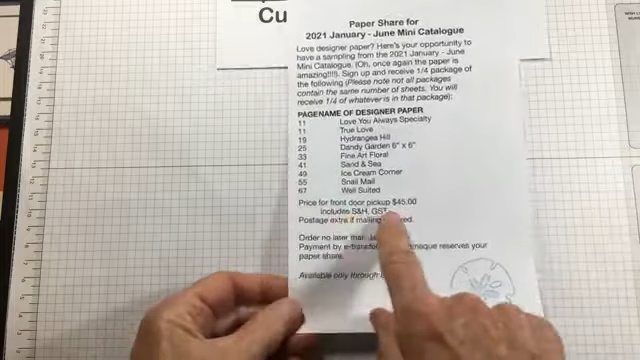 Cu
Paper Share for
2021 January - June Mini Catalogue
Love designer paper? Here's your opportunity to
have a sampling from the 2021 January - June
Mini Catalogue. (Oh, once again the paper is
amazing!!!!). Sign up and receive 1/4 package of
the following (Please note not all packages
contain the same number of sheets. You will
receive 1/4 of whatever is in that package):
PAGE NAME OF DESIGNER PAPER
11 Love You Always Specialty
11 True Love
19 Hydrangea Hill
25 Dandy Garden 6" x 6"
33 Fine Art Floral
41 Sand & Sea
49 Ice Cream Corner
55 Snail Mail
67 Well Suited
Price for front door pickup $45.00
Includes S&H, GST
Postage extra if mailing
Order no later than
Payment by reserves your
paper share.
Available only through